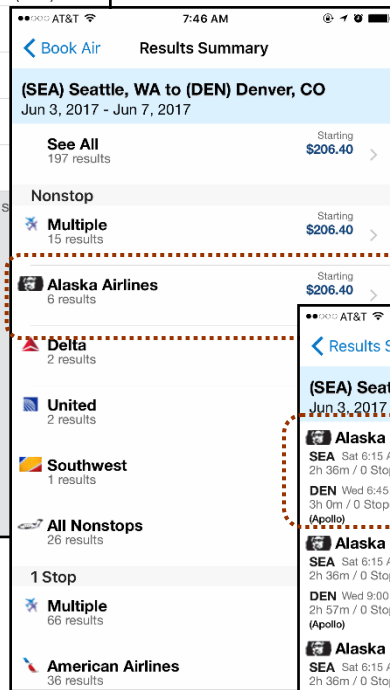 AT&T 7:46 AM
Book Air Results Summary
(SEA) Seattle, WA to (DEN) Denver, CO
Jun 3, 2017 - Jun 7, 2017
See All
197 results
Starting
$206.40
Nonstop
Multiple
15 results
Starting
$206.40
Alaska Airlines
6 results
Starting
$206.40
Delta
2 results
United
2 results
Southwest
1 results
All Nonstops
26 results
1 Stop
Multiple
66 results
American Airlines
36 results
AT&T
Results S
(SEA) Seat
Jun 3, 2017
Alaska
SEA Sat 6:15 A
2h 36m / 0 Stop
DEN Wed 6:45
3h 0m / 0 Stop
(Apollo)
Alaska
SEA Sat 6:15 A
2h 36m / 0 Stop
DEN Wed 9:00
2h 57m / 0 Stop
(Apollo)
Alaska
SEA Sat 6:15 A
2h 36m / 0 Stop